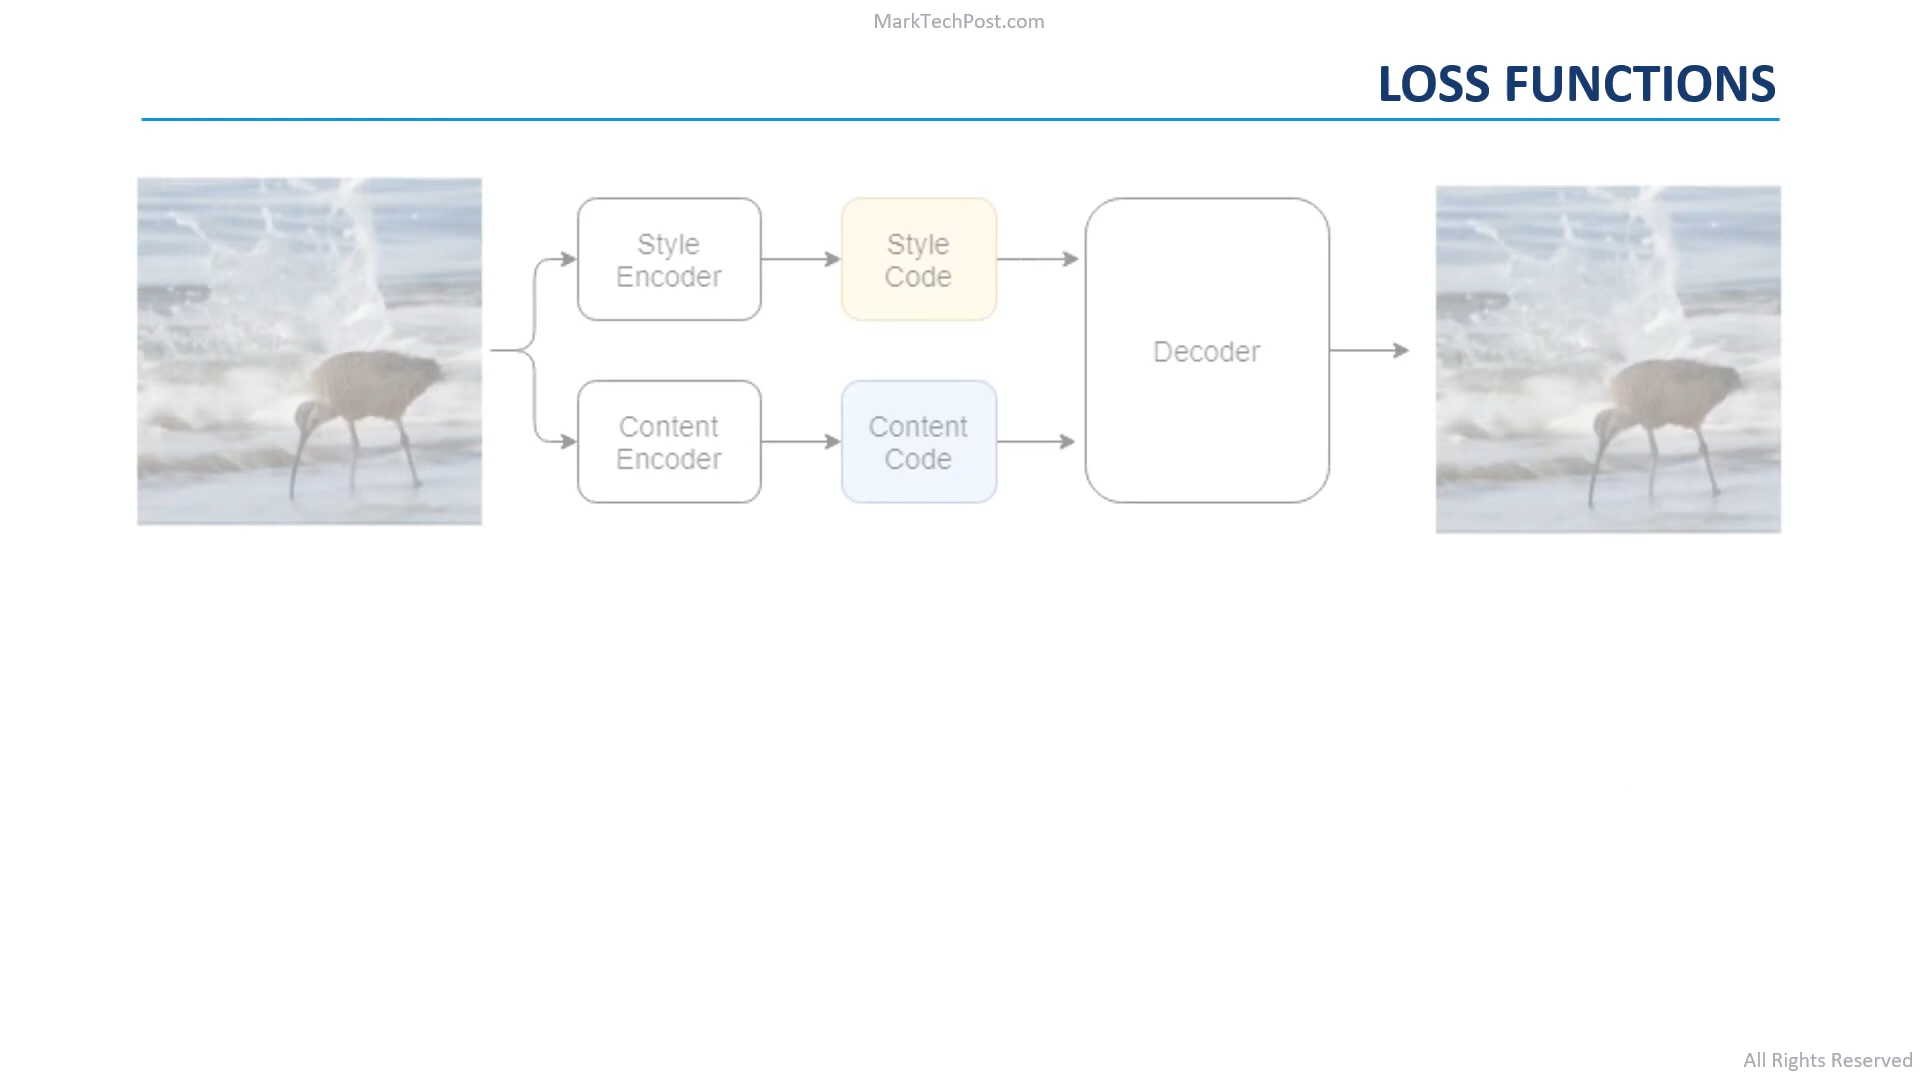 MarkTechPost.com
LOSS FUNCTIONS
Style
Encoder
Style
Code
Decoder
Content
Encoder
Content
Code
All Rights Reserved